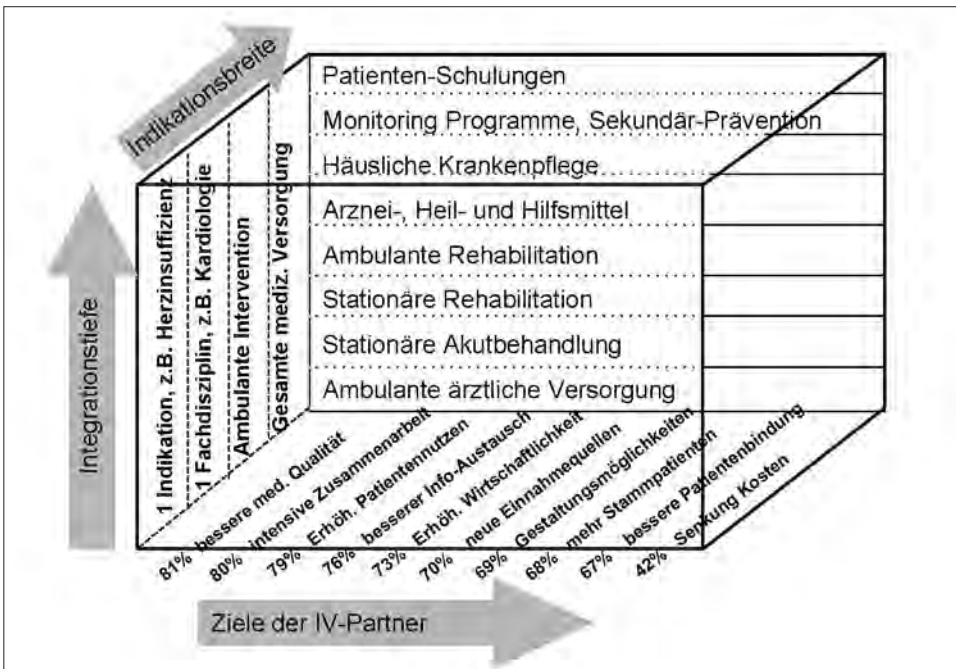 Indikationsbreite
Integrationstiefe
1 Indikation, z.B. Herzinsuffizienz
1 Fachdisziplin, z.B. Kardiologie
Ambulante Intervention
Gesamte mediz. Versorgung
Patienten-Schulungen
Monitoring Programme, Sekundär-Prävention
Häusliche Krankenpflege
Arznei-, Heil- und Hilfsmittel
Ambulante Rehabilitation
Stationäre Rehabilitation
Stationäre Akutbehandlung
Ambulante ärztliche Versorgung
81% bessere med. Qualität
80% intensive Zusammenarbeit
79% Erhöh. Patientennutzen
76% besserer Info-Austausch
73% Erhöh. Wirtschaftlichkeit
70% neue Einnahmequellen
69% Gestaltungsmöglichkeiten
68% mehr Stammpatienten
67% bessere Patientenbindung
42% Senkung Kosten
Ziele der IV-Partner